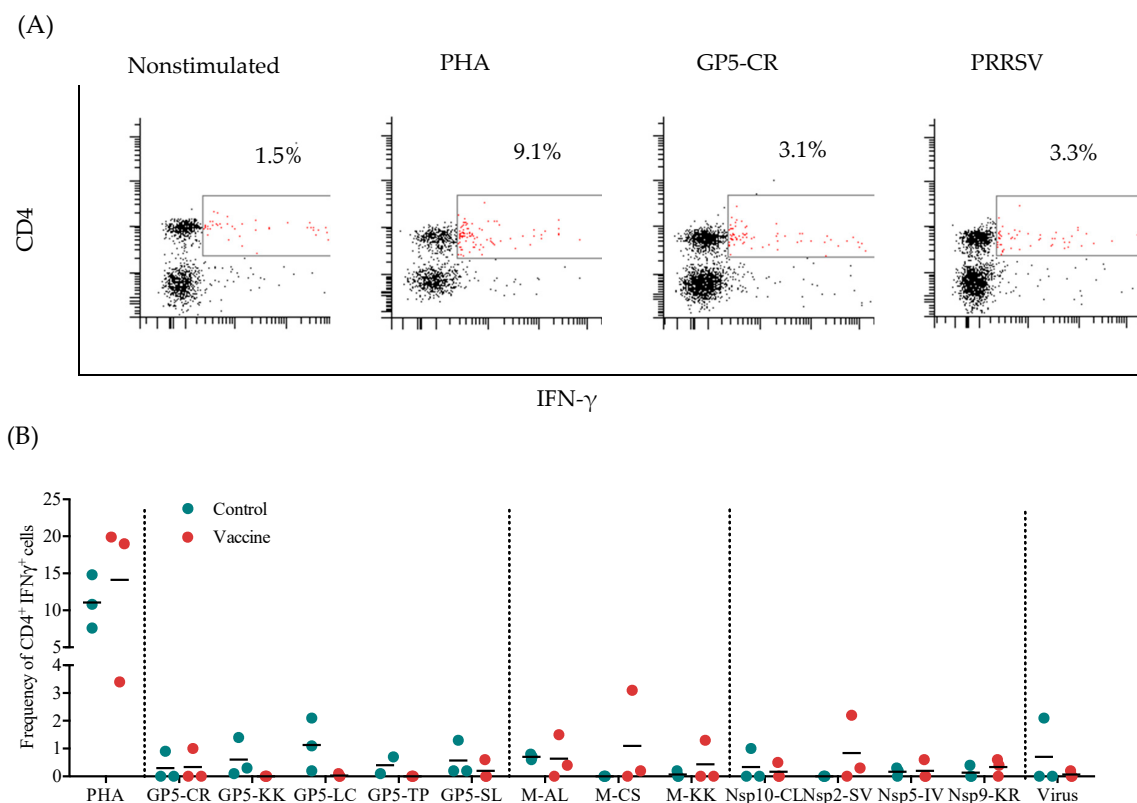 (A)
Nonstimulated
PHA
GP5-CR
PRRSV
1.5%
9.1%
3.1%
3.3%
CD4
IFN-γ
(B)
Frequency of CD4⁺ IFNγ⁺ cells
25
20
15
10
5
4
3
2
1
0
Control
Vaccine
PHA GP5-CR GP5-KK GP5-LC GP5-TP GP5-SL M-AL M-CS M-KK Nsp10-CL Nsp2-SV Nsp5-IV Nsp9-KR Virus